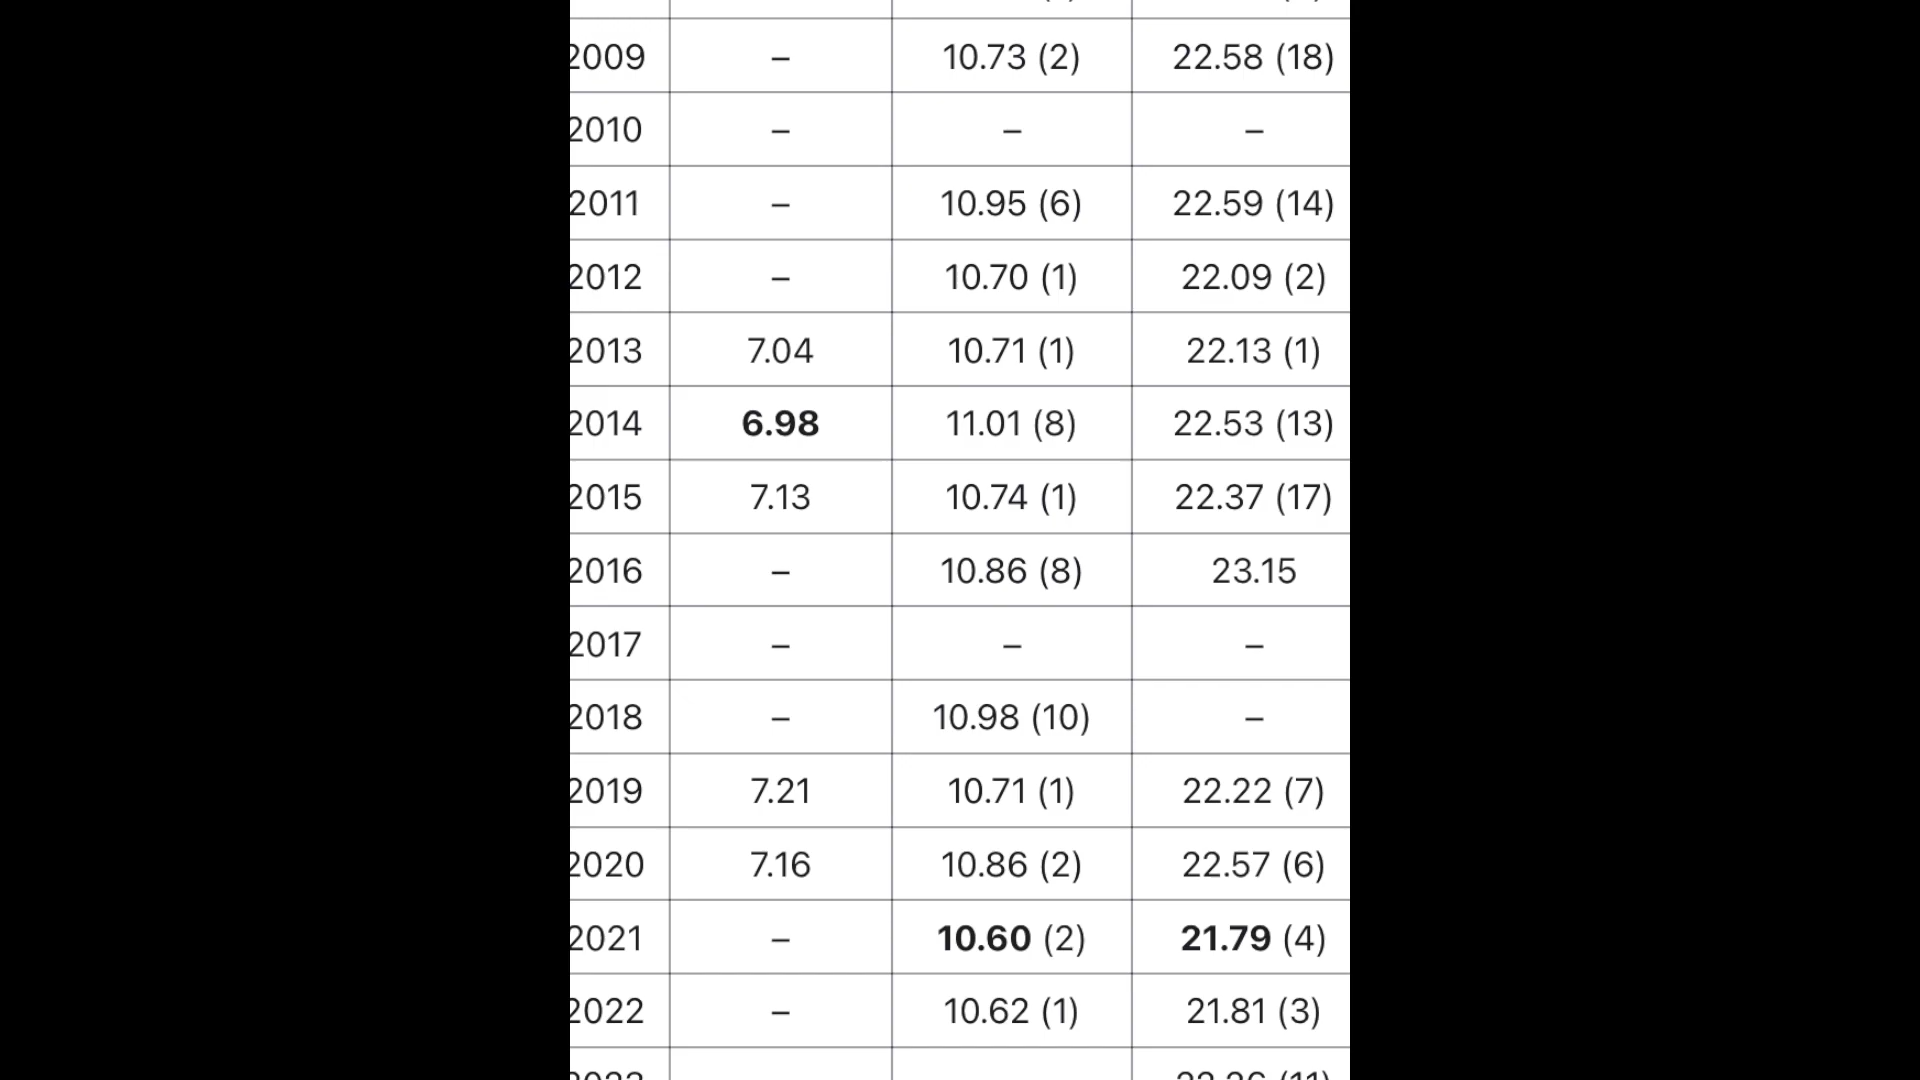 2009 – 10.73 (2) 22.58 (18)
2010 – – –
2011 – 10.95 (6) 22.59 (14)
2012 – 10.70 (1) 22.09 (2)
2013 7.04 10.71 (1) 22.13 (1)
2014 6.98 11.01 (8) 22.53 (13)
2015 7.13 10.74 (1) 22.37 (17)
2016 – 10.86 (8) 23.15
2017 – – –
2018 – 10.98 (10) –
2019 7.21 10.71 (1) 22.22 (7)
2020 7.16 10.86 (2) 22.57 (6)
2021 – 10.60 (2) 21.79 (4)
2022 – 10.62 (1) 21.81 (3)